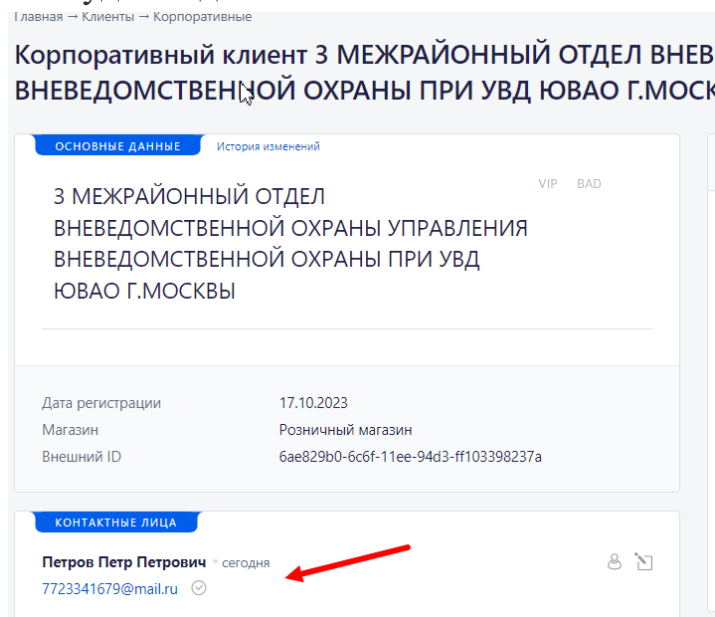 Главная → Клиенты → Корпоративные
Корпоративный клиент 3 МЕЖРАЙОННЫЙ ОТДЕЛ ВНЕВ
ВНЕВЕДОМСТВЕННОЙ ОХРАНЫ ПРИ УВД ЮВАО Г.МОСК
ОСНОВНЫЕ ДАННЫЕ История изменений
VIP BAD
3 МЕЖРАЙОННЫЙ ОТДЕЛ
ВНЕВЕДОМСТВЕННОЙ ОХРАНЫ УПРАВЛЕНИЯ
ВНЕВЕДОМСТВЕННОЙ ОХРАНЫ ПРИ УВД
ЮВАО Г.МОСКВЫ
Дата регистрации 17.10.2023
Магазин Розничный магазин
Внешний ID 6ae829b0-6c6f-11ee-94d3-ff103398237a
КОНТАКТНЫЕ ЛИЦА
Петров Петр Петрович • сегодня
7723341679@mail.ru